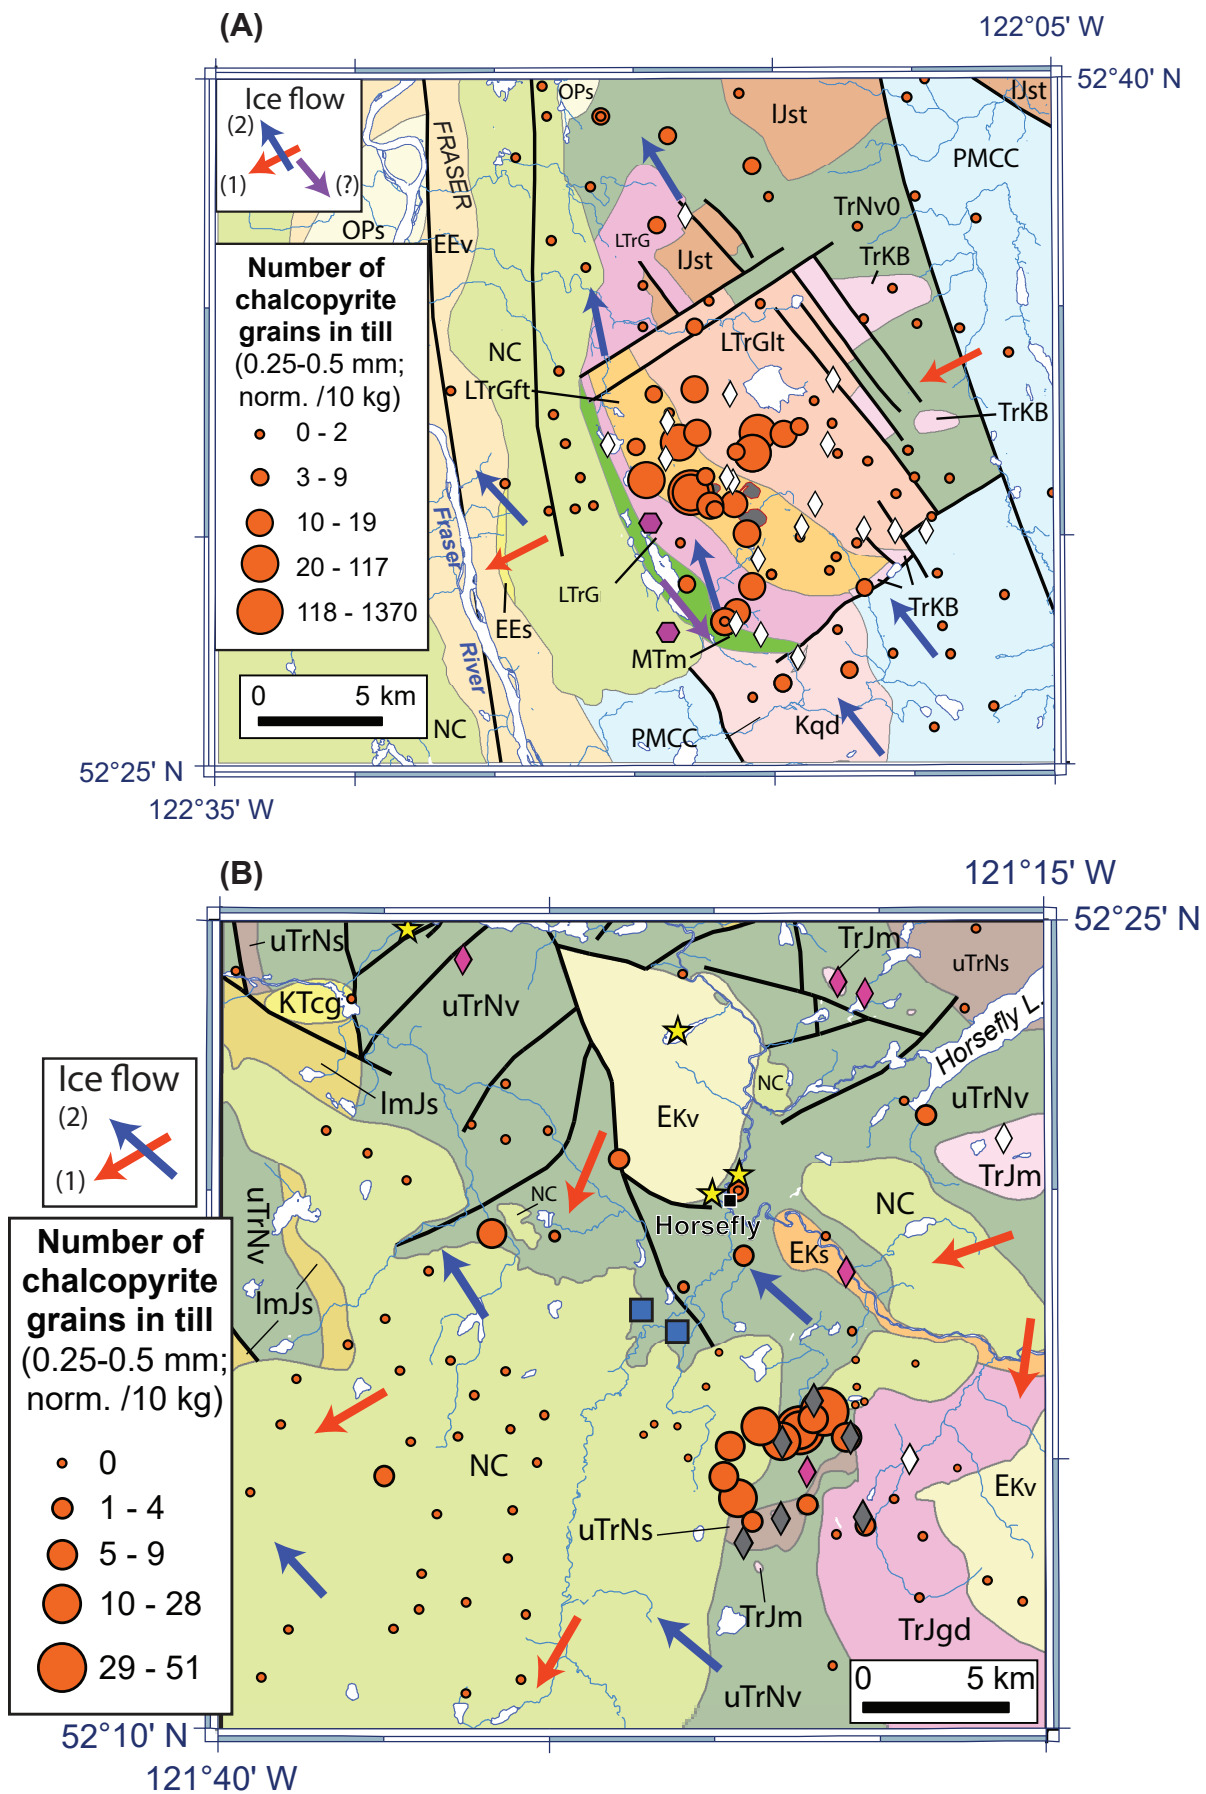 (A)
122°05' W
52°40' N
Ice flow
(2)
(1)
(?)
OPs
IJst
IJst
PMCC
FRASER
OPs
EEv
TrNv0
LTrG
IJst
TrKB
Number of
chalcopyrite
grains in till
(0.25-0.5 mm;
norm. /10 kg)
0 - 2
3 - 9
10 - 19
20 - 117
118 - 1370
NC
LTrGlt
LTrGft
TrKB
Fraser
River
LTrG
TrKB
EEs
MTm
0 5 km
NC
PMCC
Kqd
52°25' N
122°35' W
(B)
121°15' W
52°25' N
uTrNs
TrJm
uTrNs
KTcg
uTrNv
Horsefly L.
NC
lmJs
EKv
uTrNv
Ice flow
(2)
(1)
TrJm
uTrNv
NC
NC
Horsefly
EKs
lmJs
Number of
chalcopyrite
grains in till
(0.25-0.5 mm;
norm. /10 kg)
0
1 - 4
5 - 9
10 - 28
29 - 51
NC
EKv
uTrNs
TrJm
TrJgd
uTrNv
0 5 km
52°10' N
121°40' W